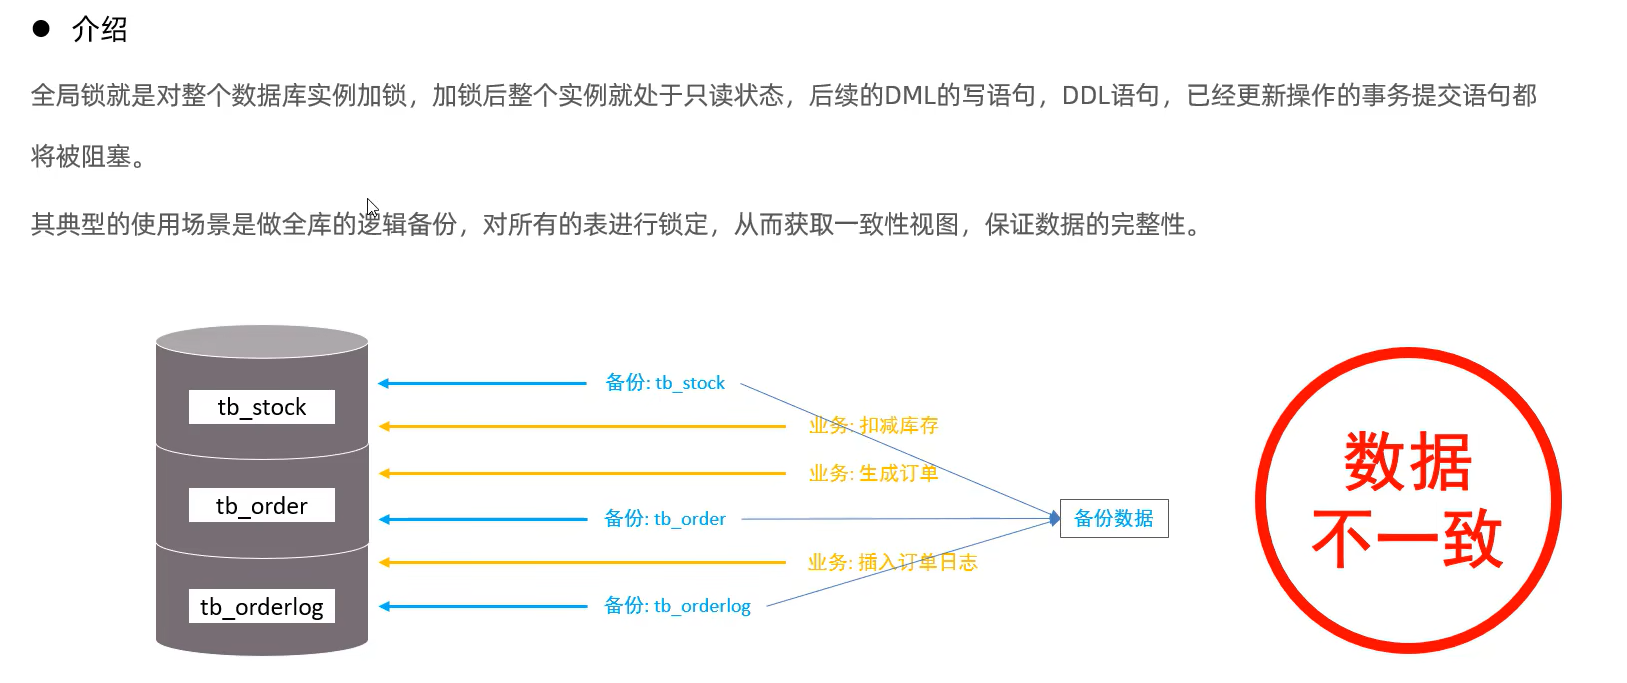 ● 介绍
全局锁就是对整个数据库实例加锁，加锁后整个实例就处于只读状态，后续的DML的写语句，DDL语句，已经更新操作的事务提交语句都
将被阻塞。
其典型的使用场景是做全库的逻辑备份，对所有的表进行锁定，从而获取一致性视图，保证数据的完整性。
tb_stock
tb_order
tb_orderlog
备份: tb_stock
业务: 扣减库存
业务: 生成订单
备份: tb_order
业务: 插入订单日志
备份: tb_orderlog
备份数据
数据
不一致